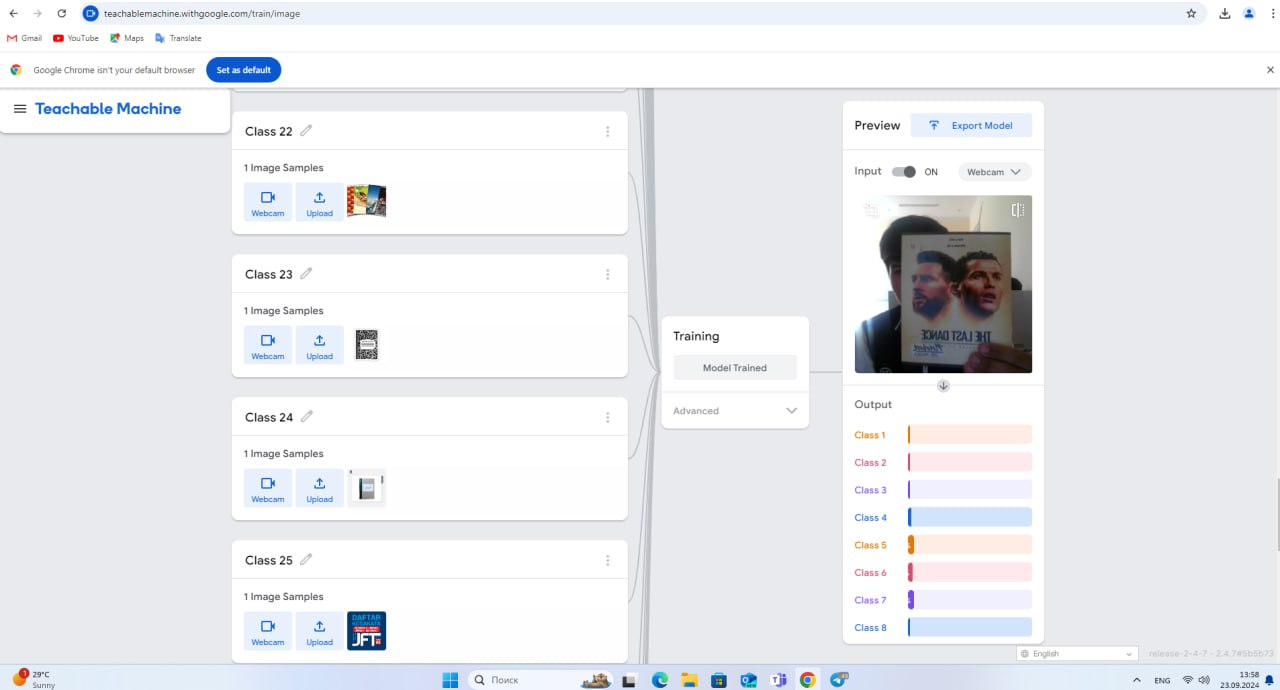 teachablemachine.withgoogle.com/train/image
Gmail YouTube Maps Translate
Google Chrome isn't your default browser Set as default
Teachable Machine
Class 22
1 Image Samples
Webcam Upload
Class 23
1 Image Samples
Webcam Upload
Class 24
1 Image Samples
Webcam Upload
Class 25
1 Image Samples
Webcam Upload
DAFTAR
KOSAKATA
JFT
Training
Model Trained
Advanced
Preview Export Model
Input ON Webcam
THE LAST DANCE
Output
Class 1
Class 2
Class 3
Class 4
Class 5
Class 6
Class 7
Class 8
English release-2-4-7 - 2.4.7#5b5b73
1
29°C
Sunny
Поиск
ENG
13:58
23.09.2024